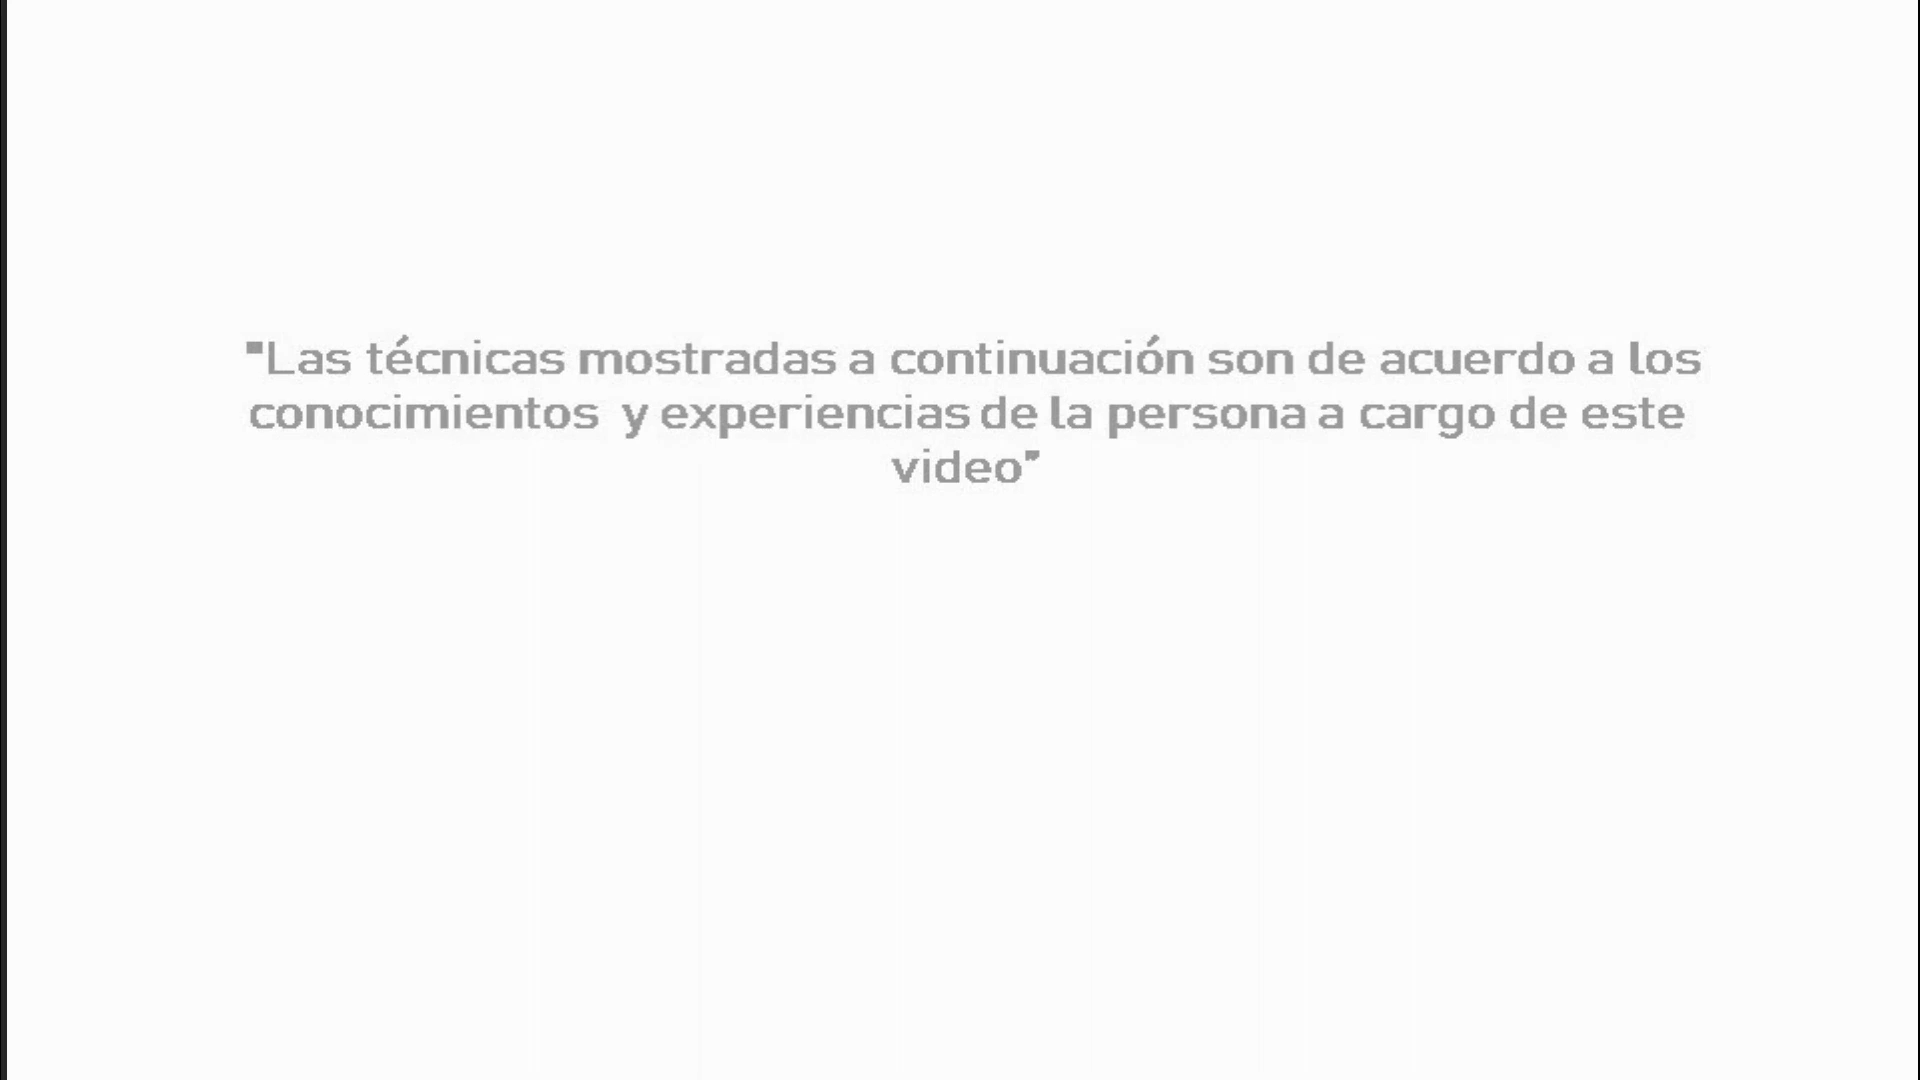 "Las técnicas mostradas a continuación son de acuerdo a los
conocimientos  y experiencias de la persona a cargo de este
video”